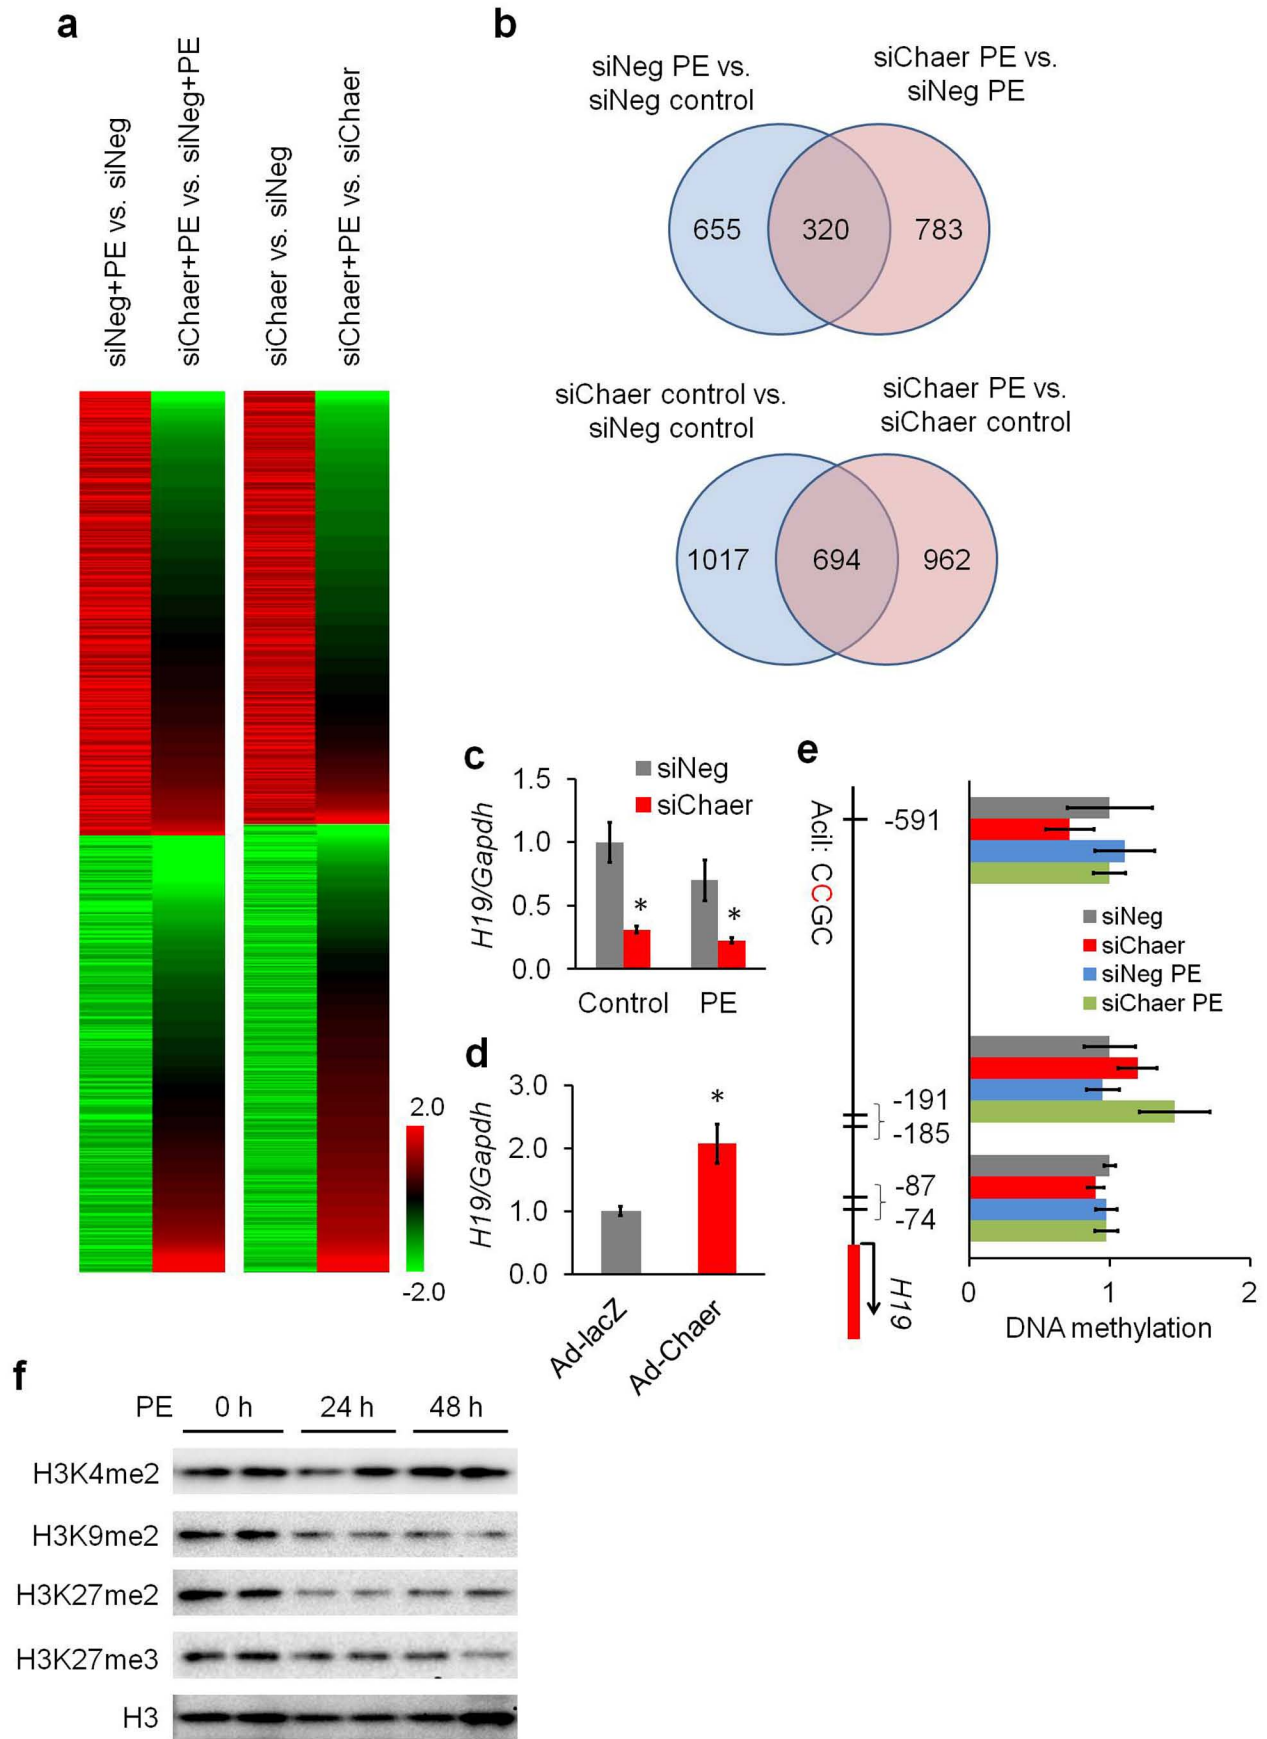 a
siNeg+PE vs. siNeg
siChaer+PE vs. siNeg+PE
siChaer vs. siNeg
siChaer+PE vs. siChaer
2.0
-2.0
b
siNeg PE vs.
siNeg control
siChaer PE vs.
siNeg PE
655
320
783
siChaer control vs.
siNeg control
siChaer PE vs.
siChaer control
1017
694
962
c
siNeg
siChaer
H19/Gapdh
1.5
1.0
0.5
0.0
*
*
Control
PE
d
H19/Gapdh
3.0
2.0
1.0
0.0
*
Ad-lacZ
Ad-Chaer
e
AciI: CCGC
-591
-191
-185
-87
-74
H19
siNeg
siChaer
siNeg PE
siChaer PE
0
1
2
DNA methylation
f
PE 0 h 24 h 48 h
H3K4me2
H3K9me2
H3K27me2
H3K27me3
H3